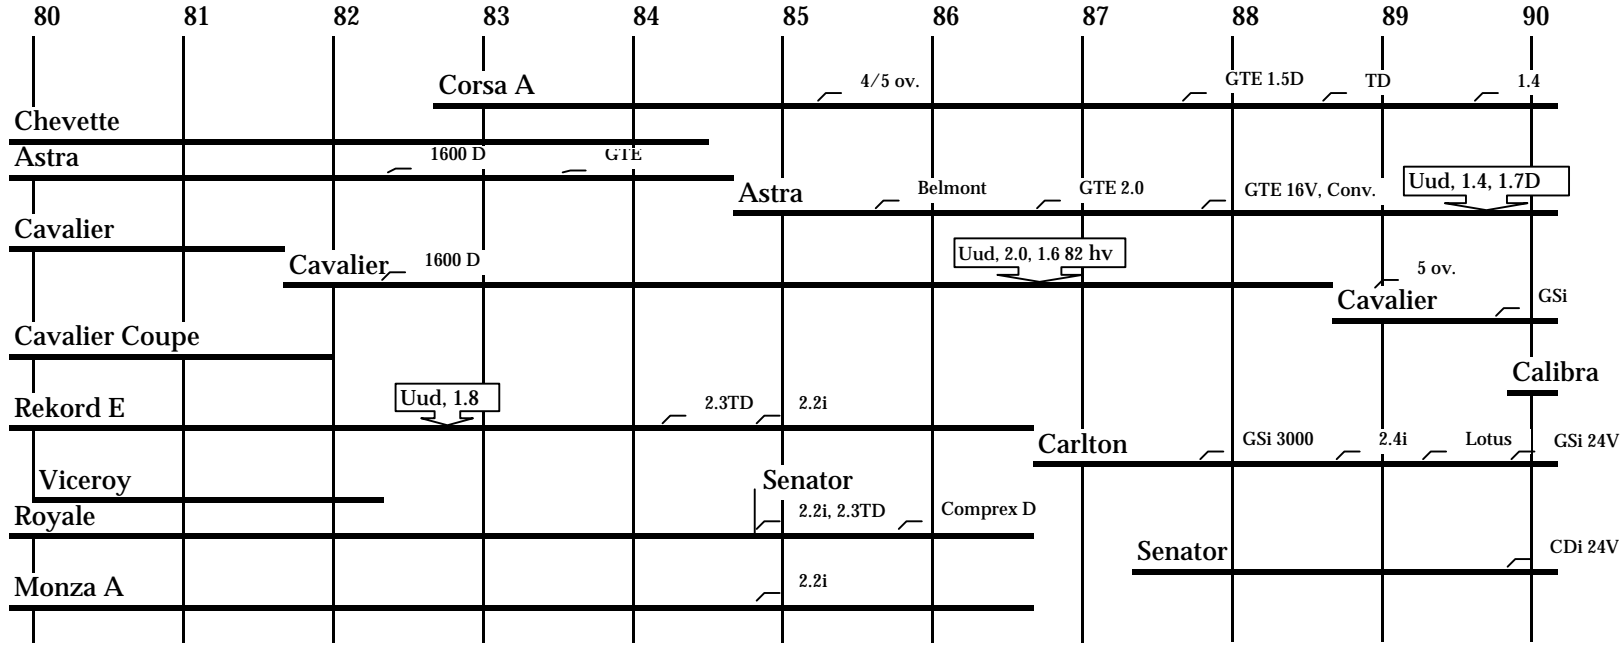 80 81 82 83 84 85 86 87 88 89 90
Corsa A 4/5 ov. GTE 1.5D TD 1.4
Chevette
Astra 1600 D GTE
Astra Belmont GTE 2.0 GTE 16V, Conv. Uud, 1.4, 1.7D
Cavalier
Cavalier 1600 D Uud, 2.0, 1.6 82 hv 5 ov.
Cavalier GSi
Cavalier Coupe
Calibra
Rekord E Uud, 1.8 2.3TD 2.2i
Carlton GSi 3000 2.4i Lotus GSi 24V
Viceroy Senator
Royale 2.2i, 2.3TD Comprex D
Senator CDi 24V
Monza A 2.2i